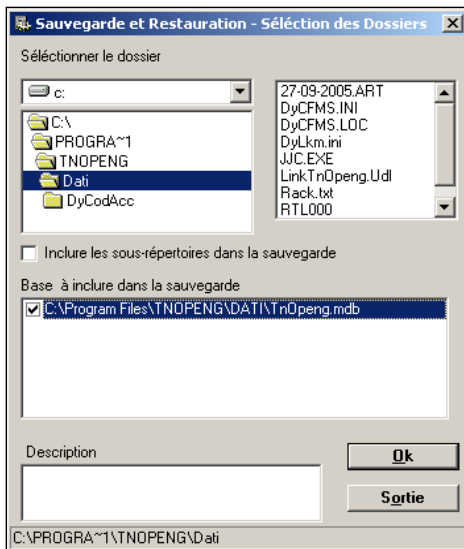 Sauvegarde et Restauration - Séléction des Dossiers
Séléctionner le dossier
c:
C:\
PROGRA~1
TNOPENG
Dati
DyCodAcc
27-09-2005.ART
DyCFMS.INI
DyCFMS.LOC
DyLkm.ini
JJC.EXE
LinkTnOpeng.Udl
Rack.txt
RTL000
Inclure les sous-répertoires dans la sauvegarde
Base à inclure dans la sauvegarde
C:\Program Files\TNOPENG\DATI\TnOpeng.mdb
Description
Ok
Sortie
C:\PROGRA~1\TNOPENG\Dati